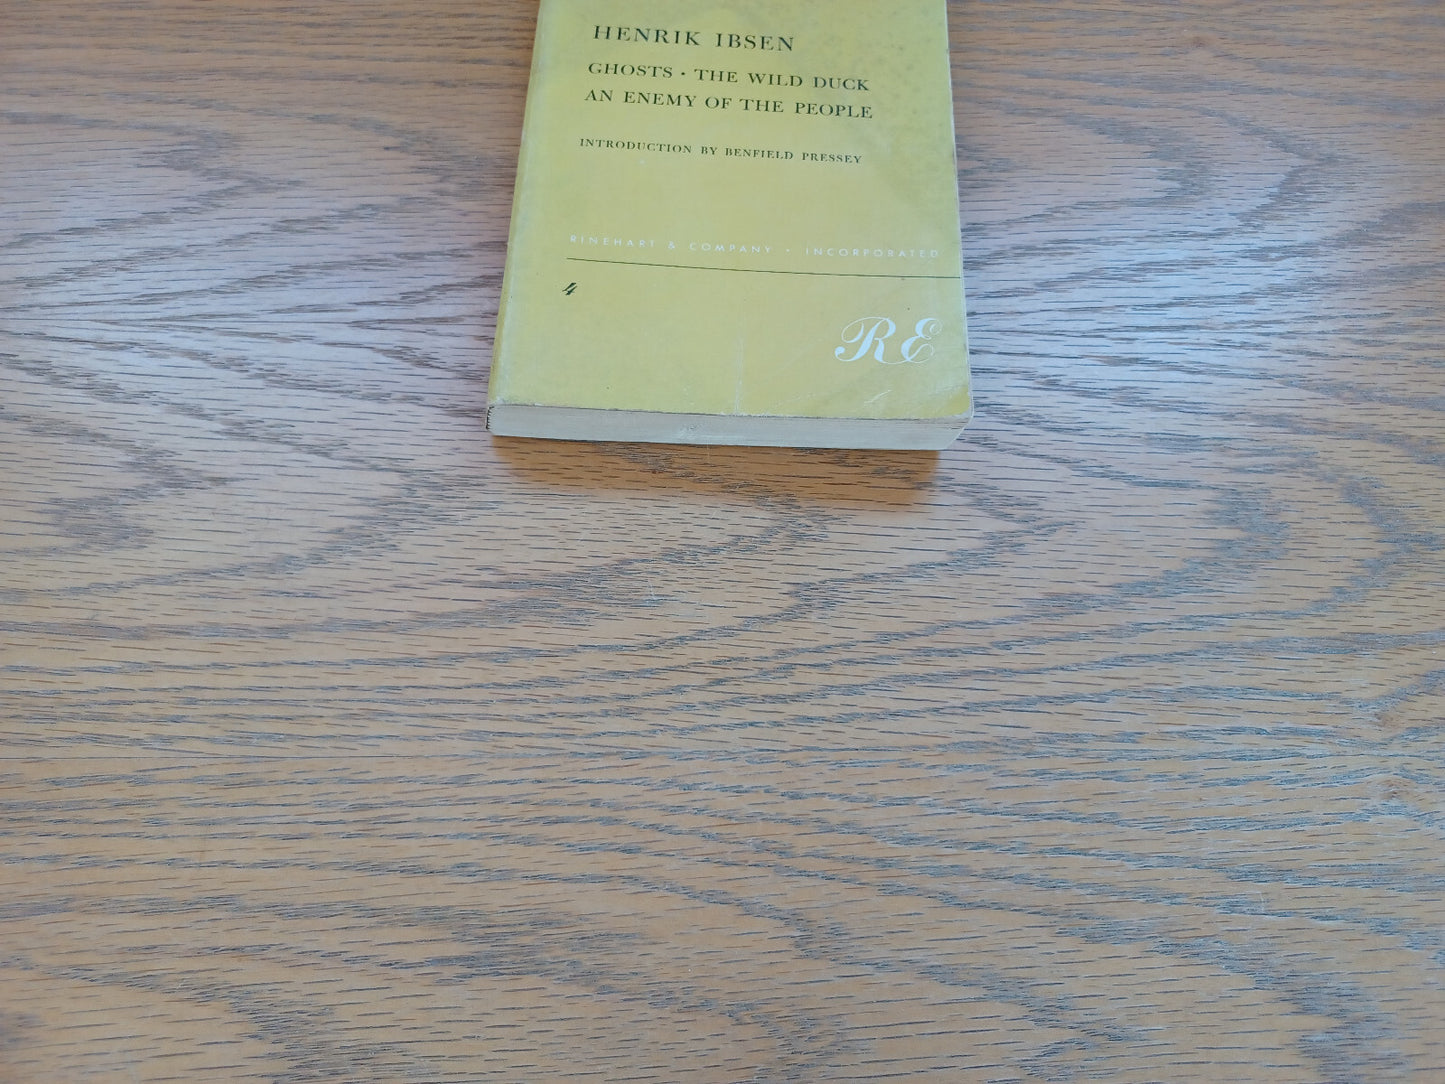 HENRIK IBSEN
GHOSTS · THE WILD DUCK
AN ENEMY OF THE PEOPLE
INTRODUCTION BY BENFIELD PRESSEY
RINEHART & COMPANY · INCORPORATED
4
RE